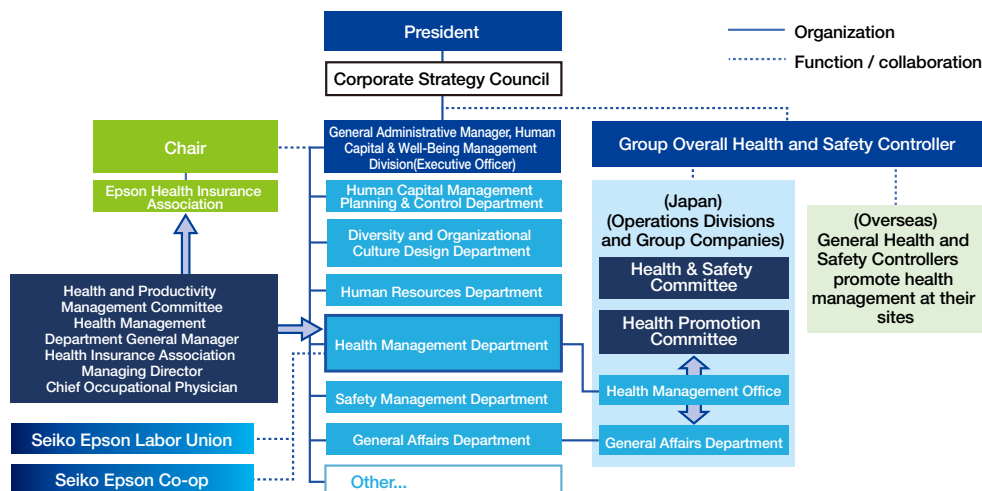 President
Organization
Function / collaboration
Corporate Strategy Council
General Administrative Manager, Human
Capital & Well-Being Management
Division(Executive Officer)
Chair
Group Overall Health and Safety Controller
Epson Health Insurance
Association
Human Capital Management
Planning & Control Department
Diversity and Organizational
Culture Design Department
Human Resources Department
Health Management Department
Safety Management Department
General Affairs Department
Other...
Health and Productivity
Management Committee
Health Management
Department General Manager
Health Insurance Association
Managing Director
Chief Occupational Physician
Seiko Epson Labor Union
Seiko Epson Co-op
(Japan)
(Operations Divisions
and Group Companies)
Health & Safety
Committee
Health Promotion
Committee
Health Management Office
General Affairs Department
(Overseas)
General Health and
Safety Controllers
promote health
management at their
sites